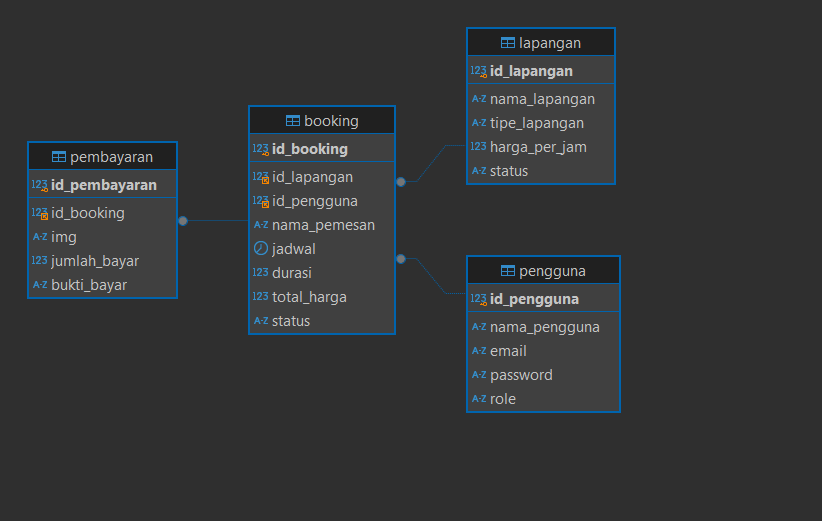 pembayaran
123 id_pembayaran
123 id_booking
A-Z img
123 jumlah_bayar
A-Z bukti_bayar
booking
123 id_booking
123 id_lapangan
123 id_pengguna
A-Z nama_pemesan
jadwal
123 durasi
123 total_harga
A-Z status
lapangan
123 id_lapangan
A-Z nama_lapangan
A-Z tipe_lapangan
123 harga_per_jam
A-Z status
pengguna
123 id_pengguna
A-Z nama_pengguna
A-Z email
A-Z password
A-Z role